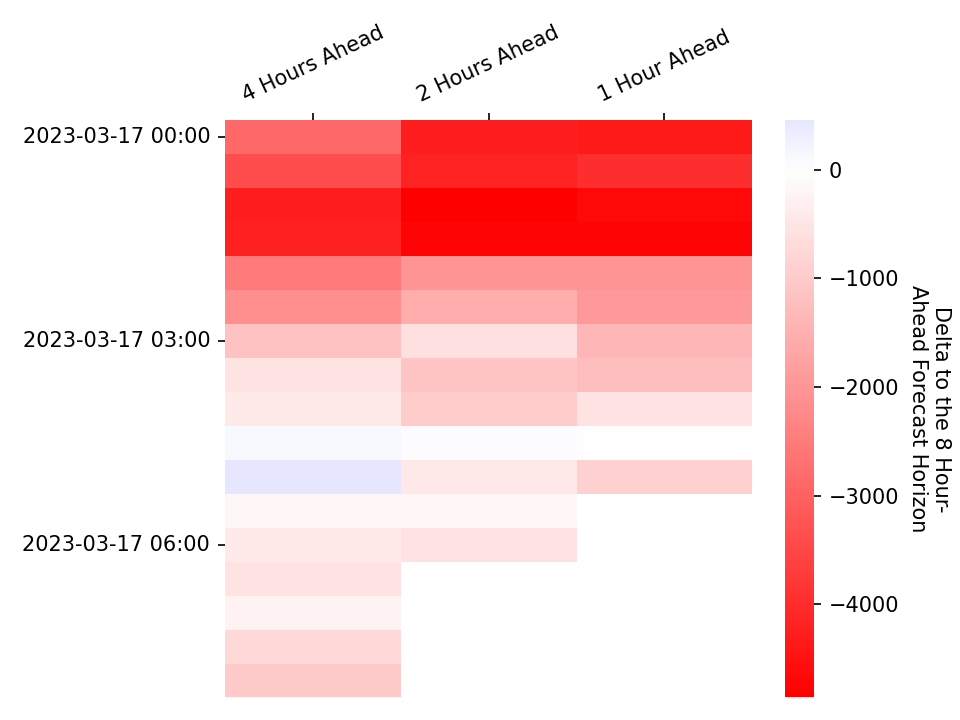 4 Hours Ahead
2 Hours Ahead
1 Hour Ahead
2023-03-17 00:00
2023-03-17 03:00
2023-03-17 06:00
0
−1000
−2000
−3000
−4000
Delta to the 8 Hour-
Ahead Forecast Horizon